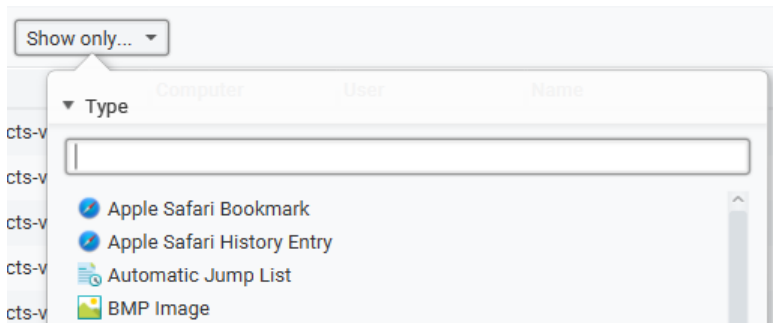 Show only...
Computer User Name
Type
cts-v
cts-v
Apple Safari Bookmark
cts-v
Apple Safari History Entry
cts-v
Automatic Jump List
cts-v
BMP Image